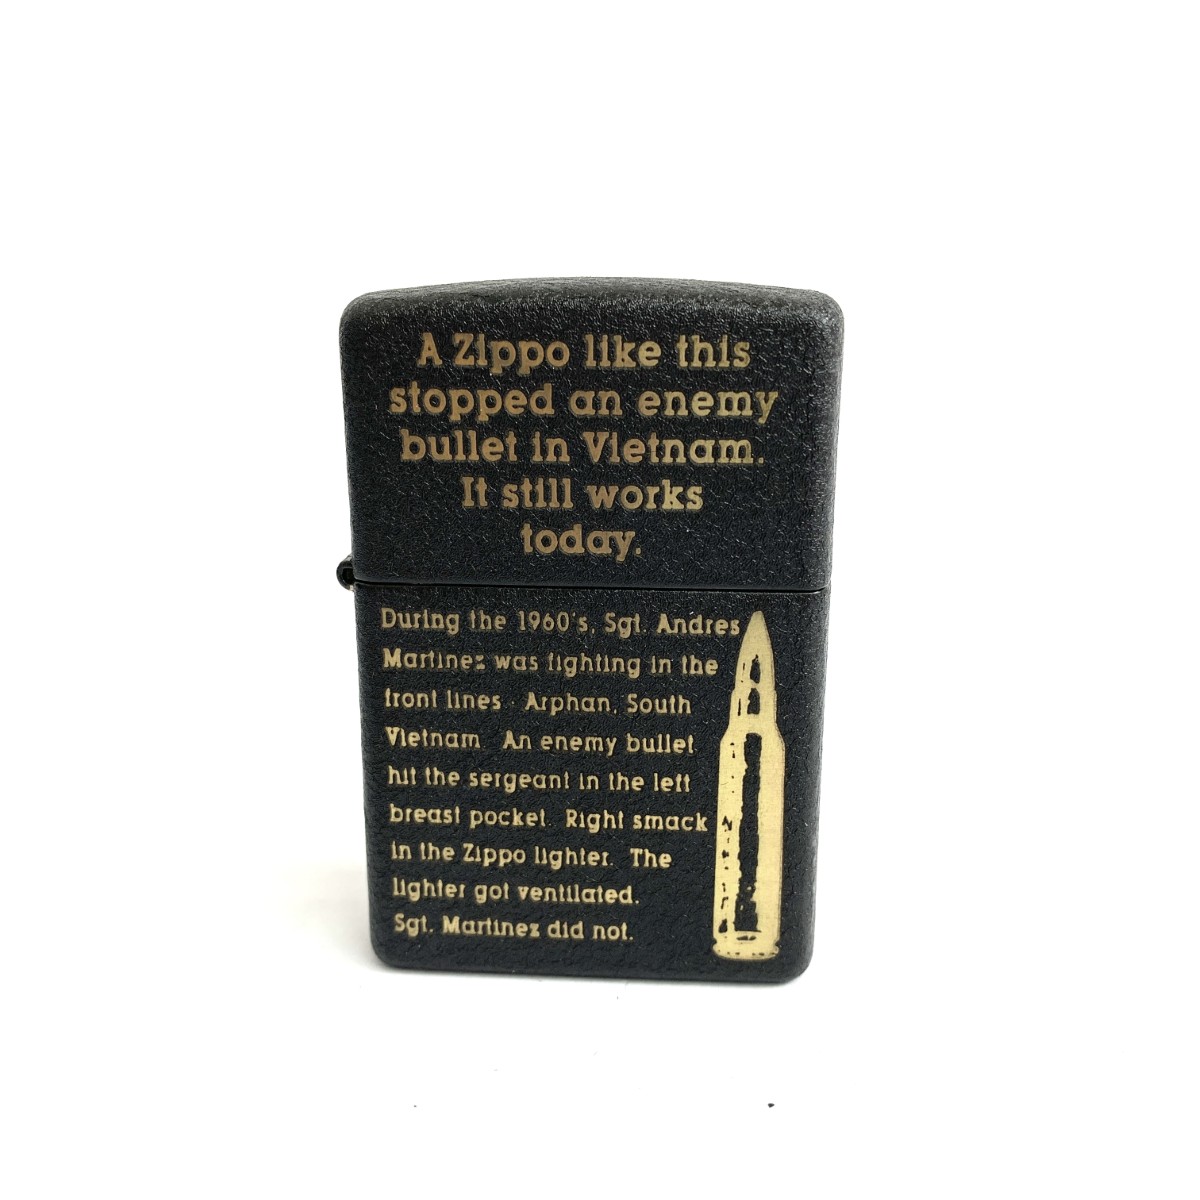 A Zippo like this
stopped an enemy
bullet in Vietnam.
It still works
today.
During the 1960's, Sgt. Andres
Martinez was fighting in the
front lines - Arphan, South
Vietnam  An enemy bullet
hit the sergeant in the left
breast pocket. Right smack
in the Zippo lighter. The
lighter got ventilated.
Sgt. Martinez did not.